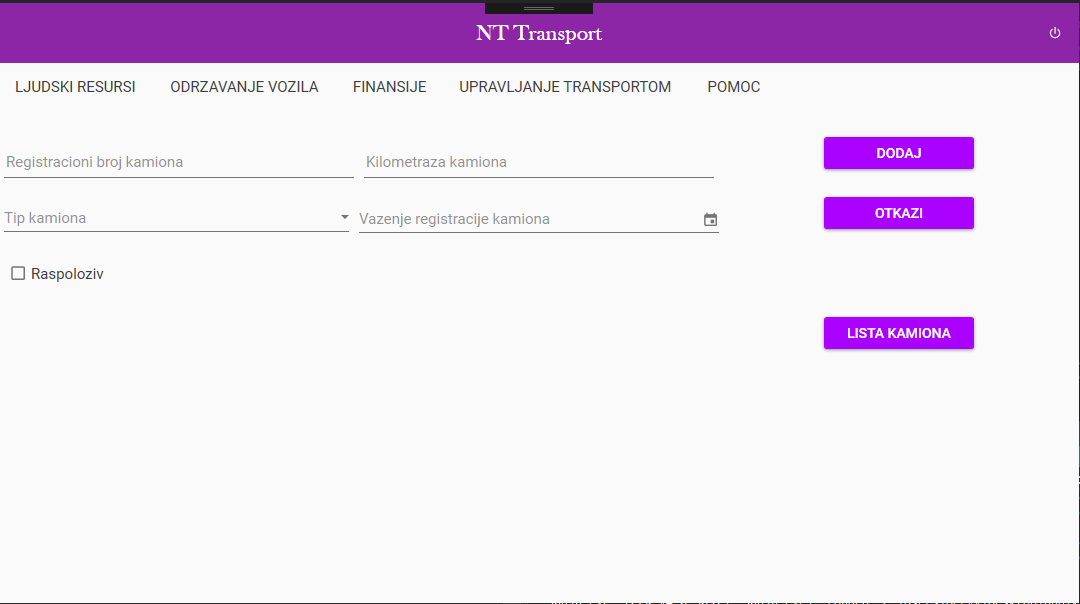 NT Transport
LJUDSKI RESURSI ODRZAVANJE VOZILA FINANSIJE UPRAVLJANJE TRANSPORTOM POMOC
Registracioni broj kamiona Kilometraza kamiona
DODAJ
Tip kamiona Vazenje registracije kamiona
OTKAZI
Raspoloziv
LISTA KAMIONA